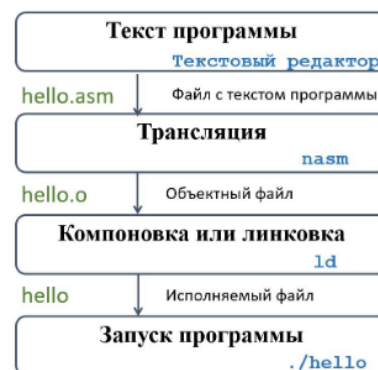 Текст программы
Текстовый редактор
hello.asm Файл с текстом программы
Трансляция
nasm
hello.o Объектный файл
Компоновка или линковка
ld
hello Исполняемый файл
Запуск программы
./hello